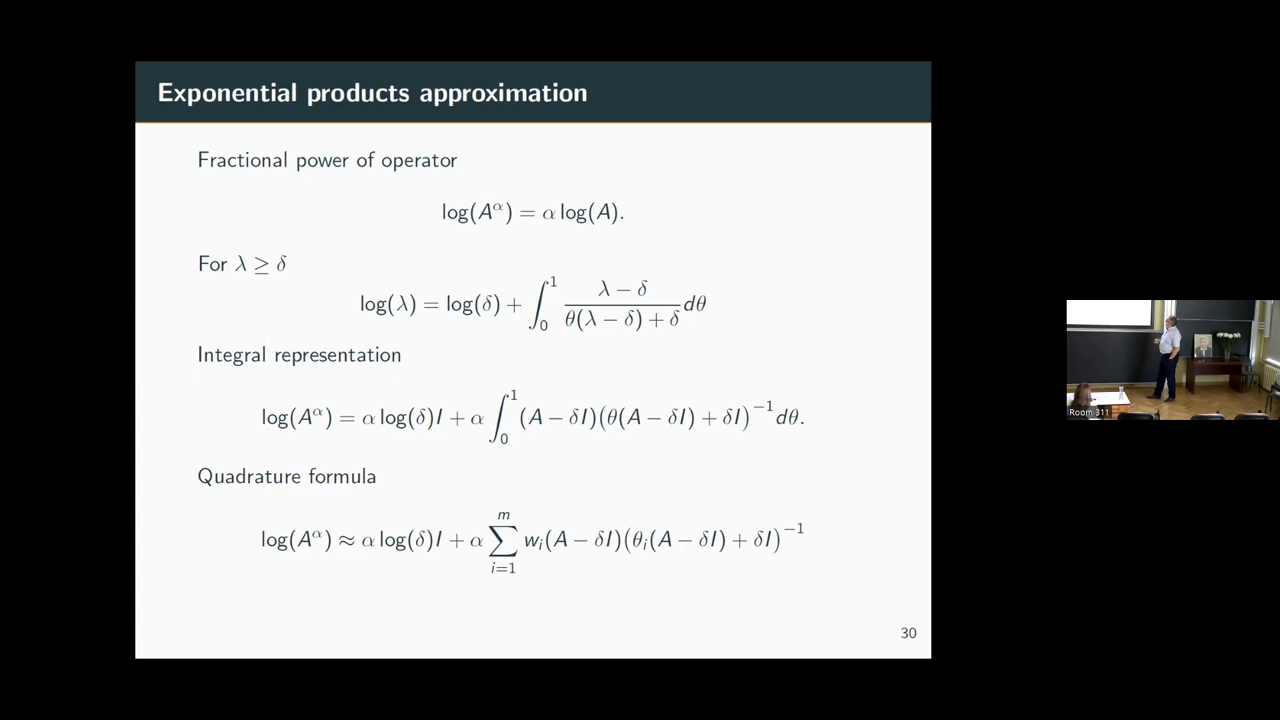 Exponential products approximation
Fractional power of operator
log(A^α) = α log(A).
For λ ≥ δ
log(λ) = log(δ) + ∫_0^1 (λ − δ)/(θ(λ − δ) + δ) dθ
Integral representation
log(A^α) = α log(δ)I + α ∫_0^1 (A − δI)(θ(A − δI) + δI)^{−1} dθ.
Quadrature formula
log(A^α) ≈ α log(δ)I + α ∑_{i=1}^m w_i(A − δI)(θ_i(A − δI) + δI)^{−1}
30
Room 311